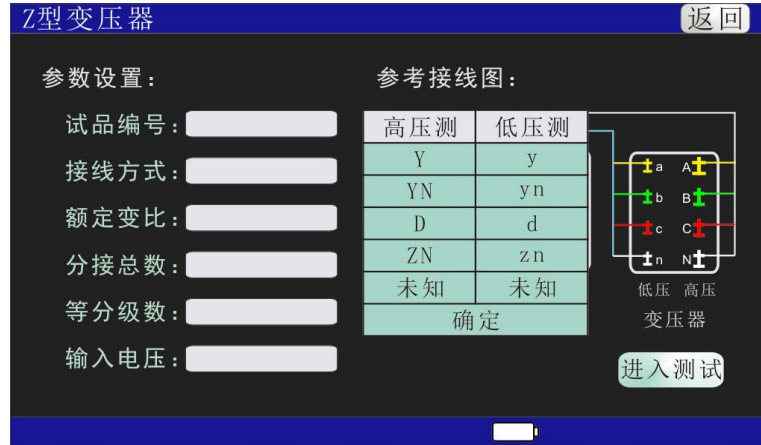 Z型变压器 返回
参数设置: 参考接线图:
试品编号:
接线方式:
额定变比:
分接总数:
等分级数:
输入电压:
高压测 低压测
Y y
YN yn
D d
ZN zn
未知 未知
确定
a A
b B
c C
n N
低压 高压
变压器
进入测试